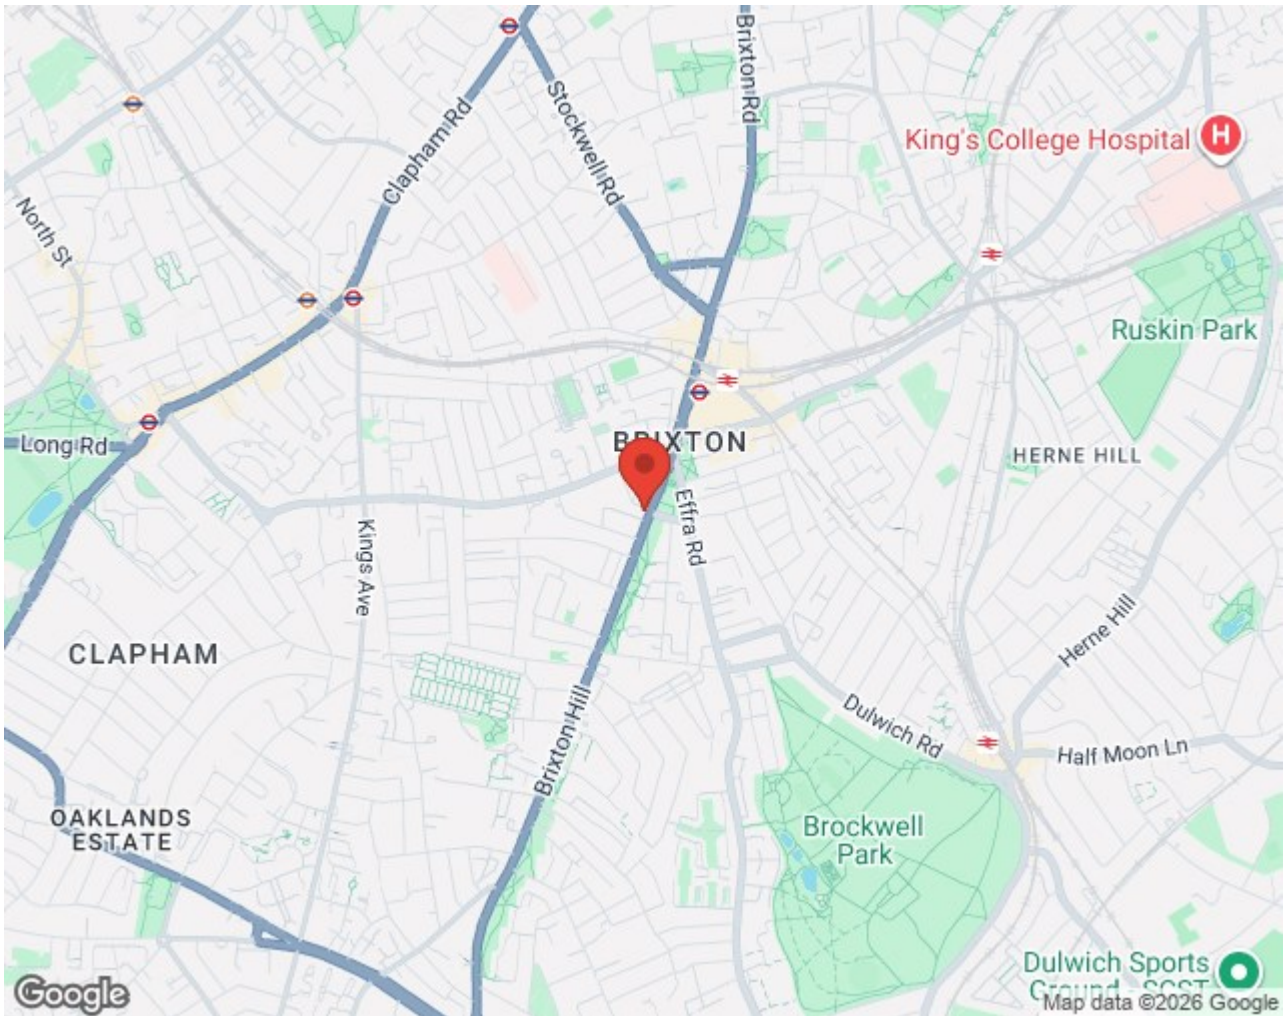 Brixton Rd
Clapham Rd
Stockwell Rd
King's College Hospital
H
North St
Ruskin Park
BRIXTON
Long Rd
HERNE HILL
Effra Rd
Kings Ave
CLAPHAM
Herne Hill
Brixton Hill
Dulwich Rd
Half Moon Ln
OAKLANDS
ESTATE
Brockwell
Park
Dulwich Sports
Ground - SGST
Google
Map data ©2026 Google